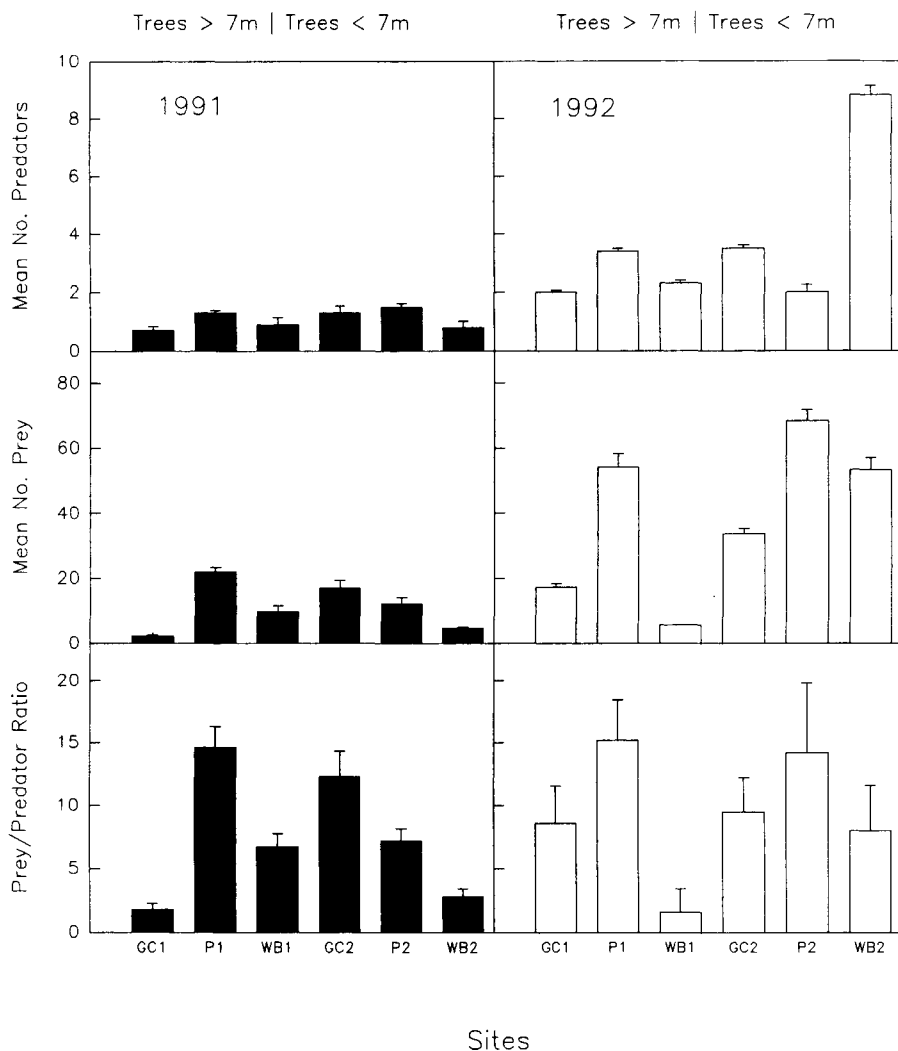 Trees > 7m | Trees < 7m
Trees > 7m | Trees < 7m
1991
1992
Mean No. Predators
10
8
6
4
2
0
Mean No. Prey
80
60
40
20
0
Prey/Predator Ratio
20
15
10
5
0
GC1 P1 WB1 GC2 P2 WB2
GC1 P1 WB1 GC2 P2 WB2
Sites